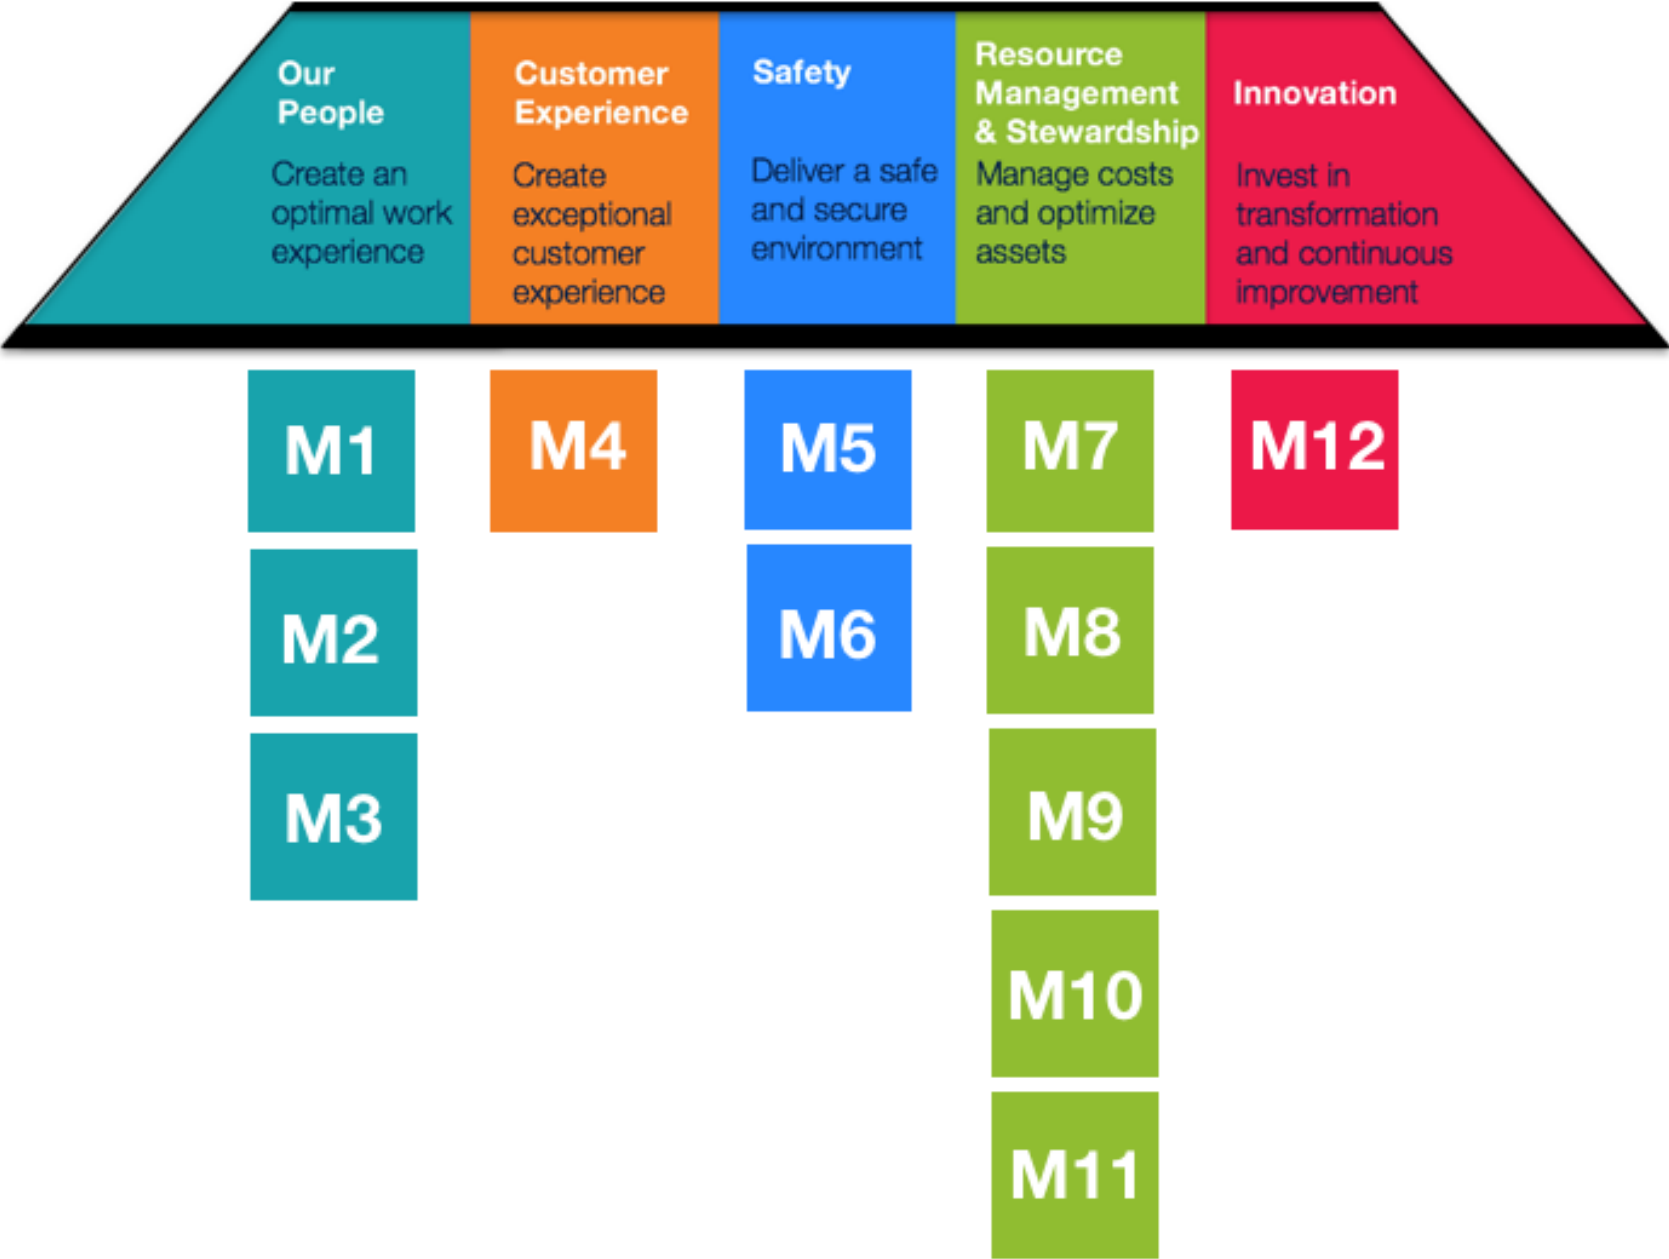 Our
People
Create an
optimal work
experience
Customer
Experience
Create
exceptional
customer
experience
Safety
Deliver a safe
and secure
environment
Resource
Management
& Stewardship
Manage costs
and optimize
assets
Innovation
Invest in
transformation
and continuous
improvement
M1
M2
M3
M4
M5
M6
M7
M8
M9
M10
M11
M12